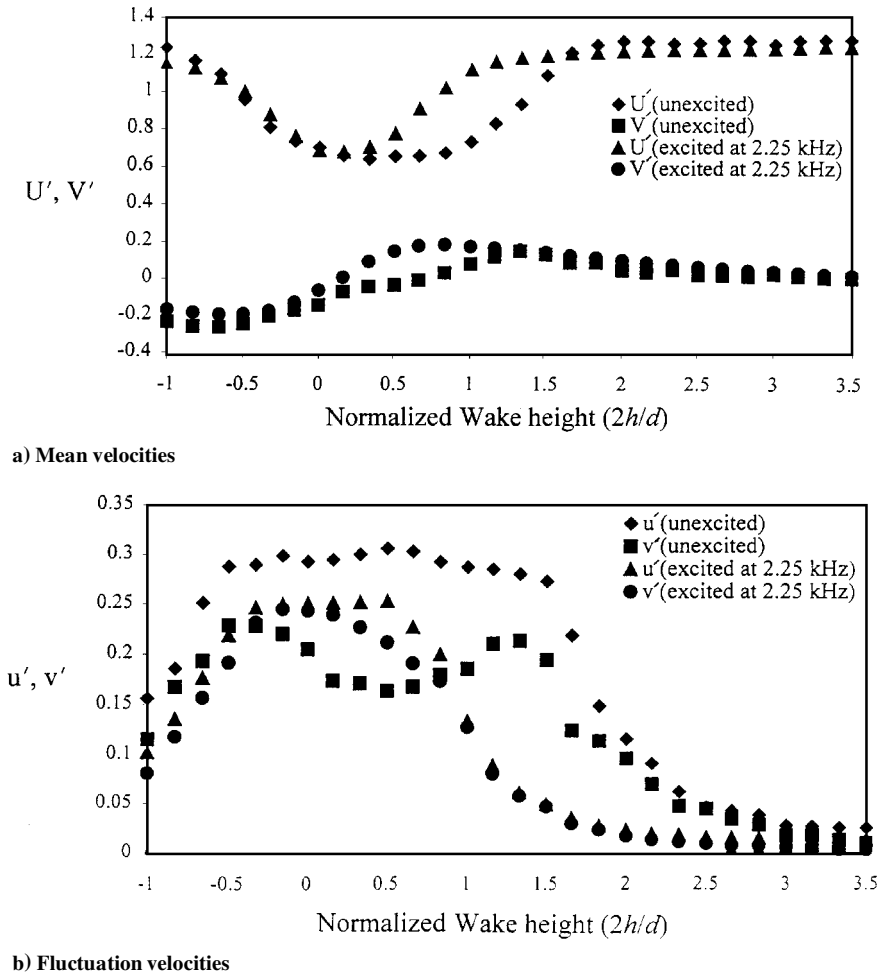 1.4
1.2
1
0.8
0.6
0.4
0.2
0
-0.2
-0.4
U′, V′
U′(unexcited)
V′(unexcited)
U′(excited at 2.25 kHz)
V′(excited at 2.25 kHz)
-1 -0.5 0 0.5 1 1.5 2 2.5 3 3.5
Normalized Wake height (2h/d)
a) Mean velocities
0.35
0.3
0.25
0.2
0.15
0.1
0.05
0
u′, v′
u′(unexcited)
v′(unexcited)
u′(excited at 2.25 kHz)
v′(excited at 2.25 kHz)
-1 -0.5 0 0.5 1 1.5 2 2.5 3 3.5
Normalized Wake height (2h/d)
b) Fluctuation velocities